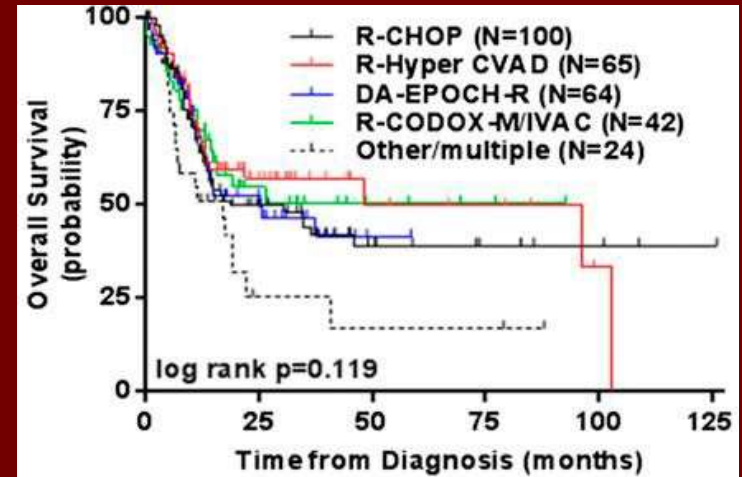 100
75
50
25
0
Overall Survival
(probability)
R-CHOP (N=100)
R-Hyper CVAD (N=65)
DA-EPOCH-R (N=64)
R-CODOX-M/IVAC (N=42)
Other/multiple (N=24)
log rank p=0.119
0 25 50 75 100 125
Time from Diagnosis (months)